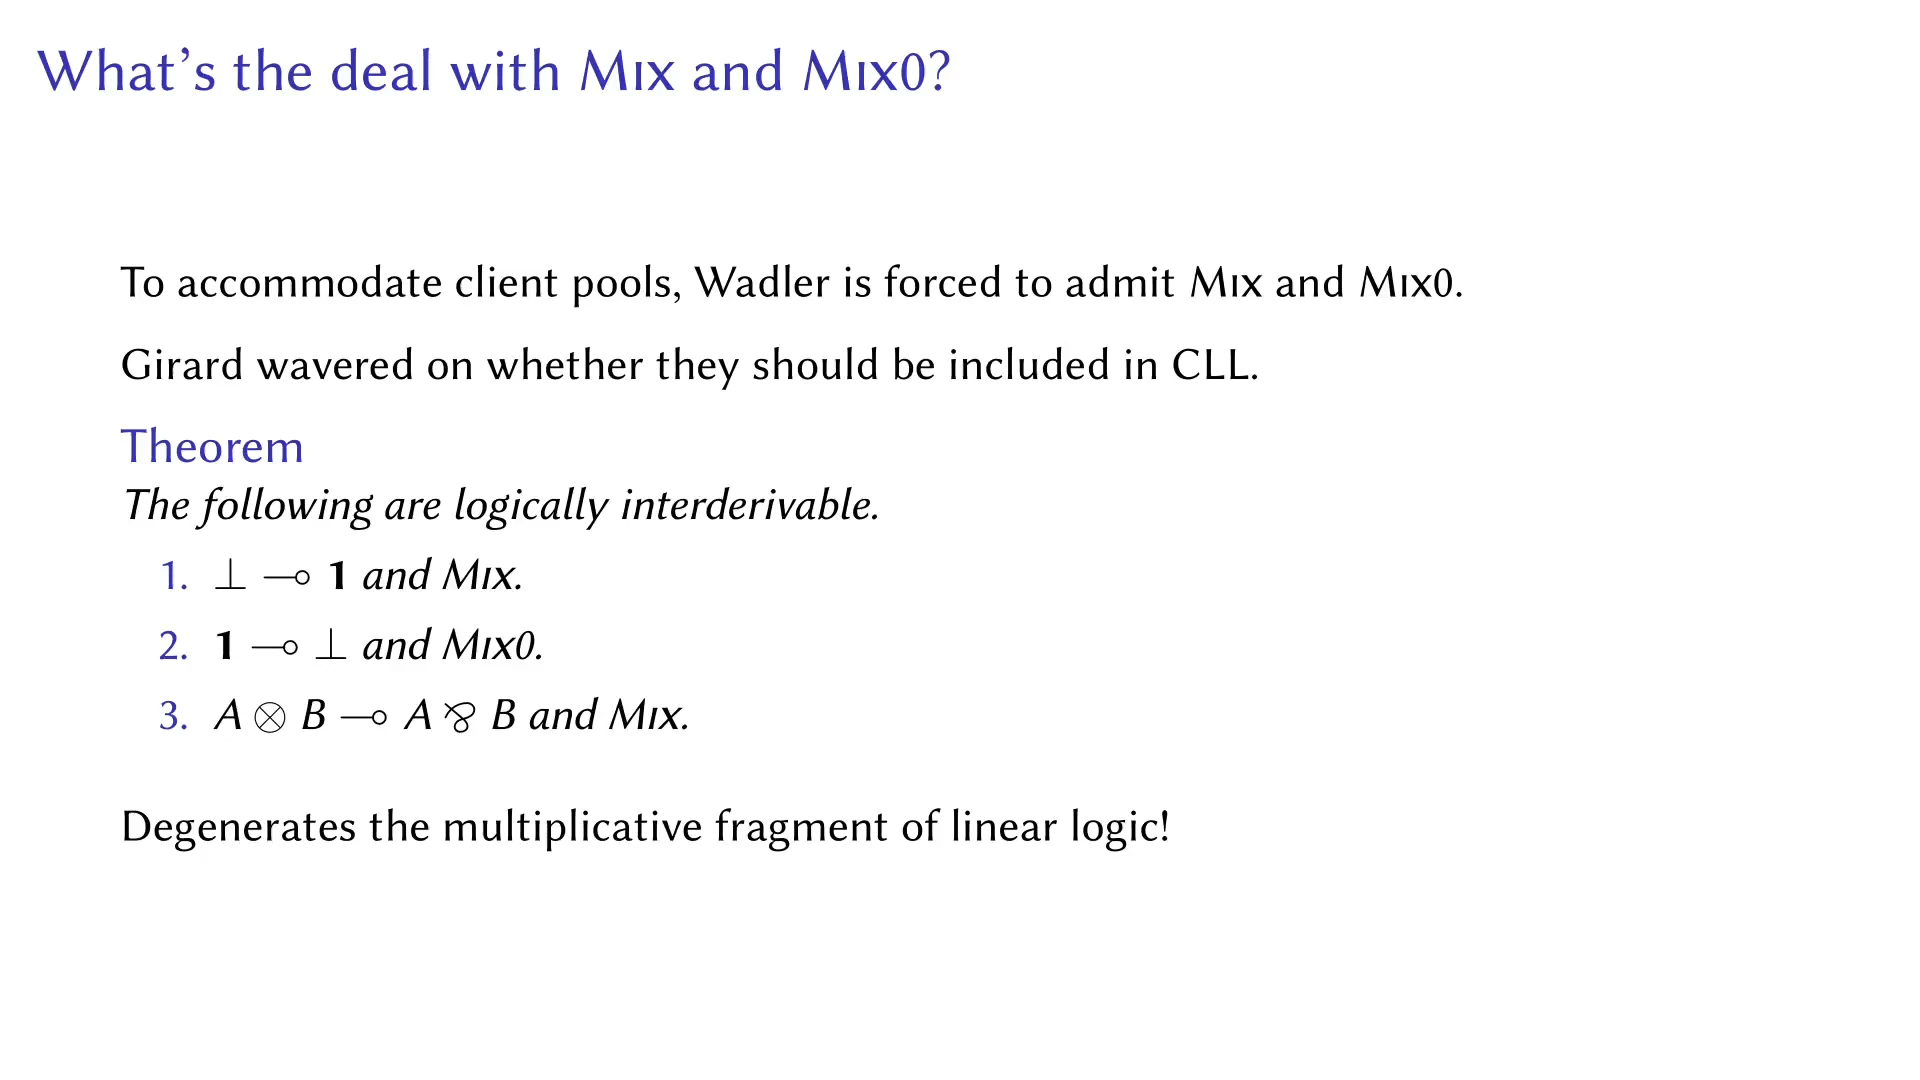 What’s the deal with Mɪx and Mɪx0?
To accommodate client pools, Wadler is forced to admit Mɪx and Mɪx0.
Girard wavered on whether they should be included in CLL.
Theorem
The following are logically interderivable.
1. ⊥ ⊸ 1 and Mɪx.
2. 1 ⊸ ⊥ and Mɪx0.
3. A ⊗ B ⊸ A ⅋ B and Mɪx.
Degenerates the multiplicative fragment of linear logic!